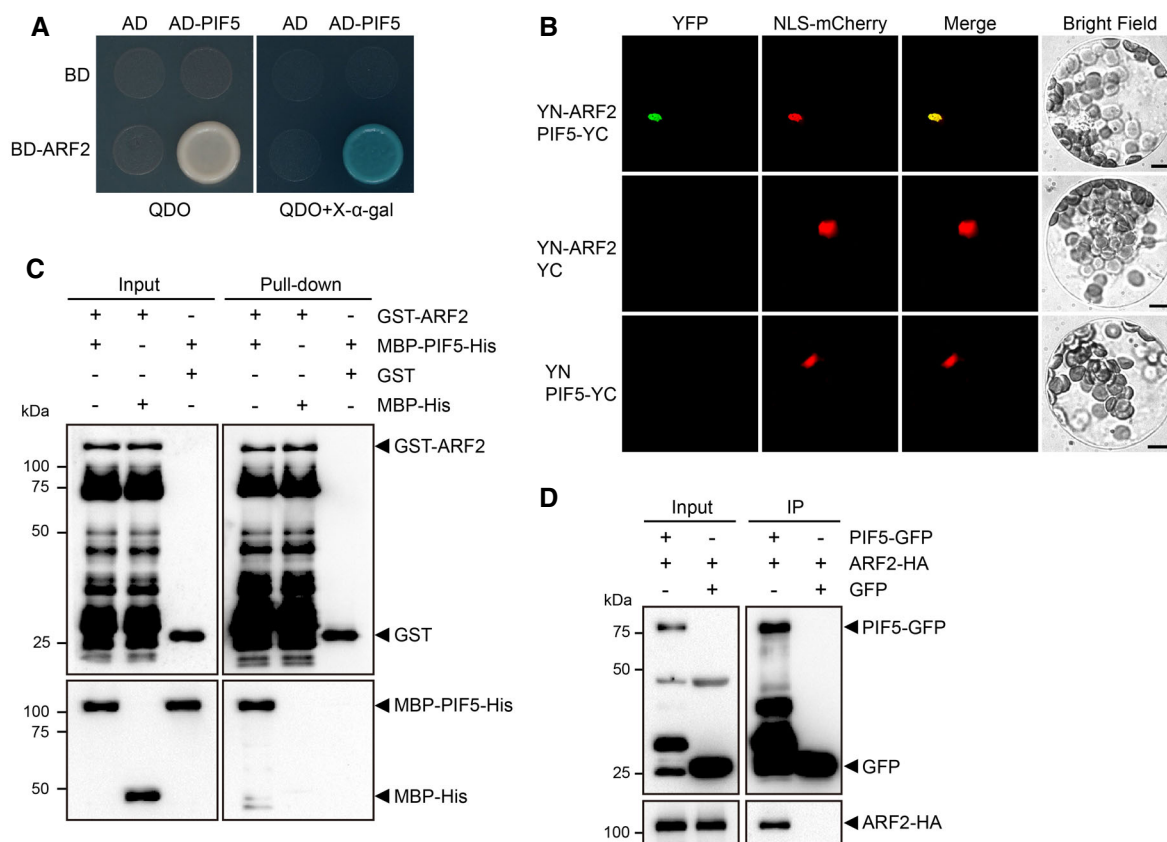 A
AD AD-PIF5 AD AD-PIF5
BD
BD-ARF2
QDO QDO+X-α-gal
B
YFP NLS-mCherry Merge Bright Field
YN-ARF2
PIF5-YC
YN-ARF2
YC
YN
PIF5-YC
C
Input Pull-down
+ + - + + - GST-ARF2
+ - + + - + MBP-PIF5-His
- - + - - + GST
- + - - + - MBP-His
kDa
100
75
50
25
GST-ARF2
GST
100
75
50
MBP-PIF5-His
MBP-His
D
Input IP
+ - + - PIF5-GFP
+ + + + ARF2-HA
- + - + GFP
kDa
75
50
25
PIF5-GFP
GFP
100
ARF2-HA